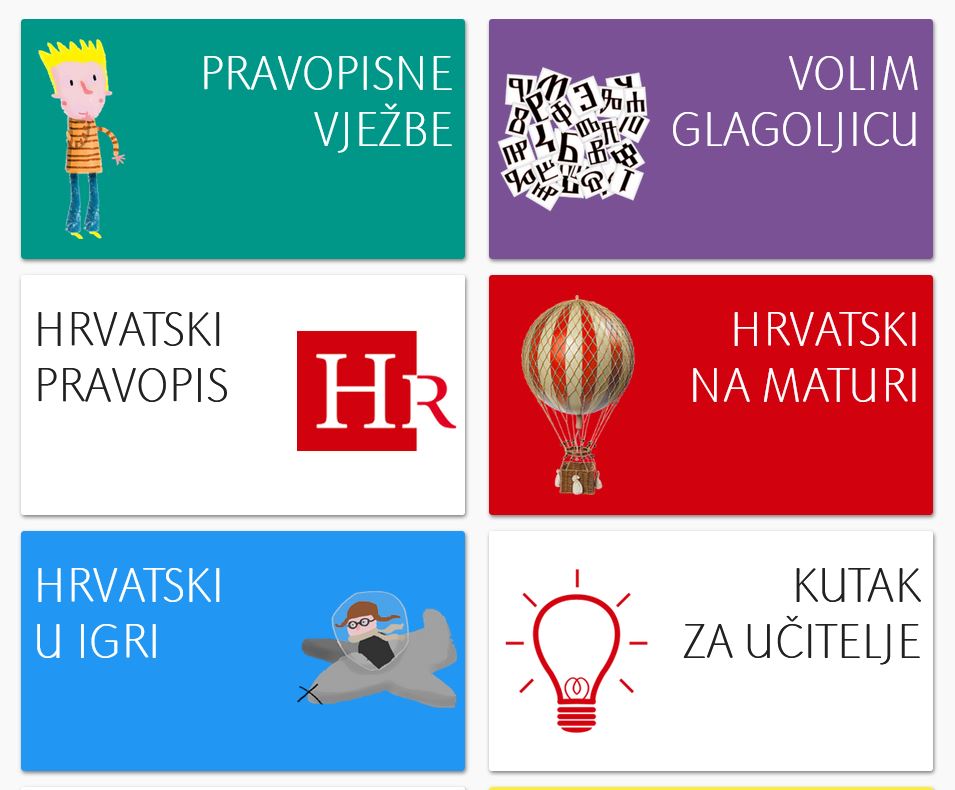 PRAVOPISNE
VJEŽBE
VOLIM
GLAGOLJICU
HRVATSKI
PRAVOPIS
HR
HRVATSKI
NA MATURI
HRVATSKI
U IGRI
KUTAK
ZA UČITELJE